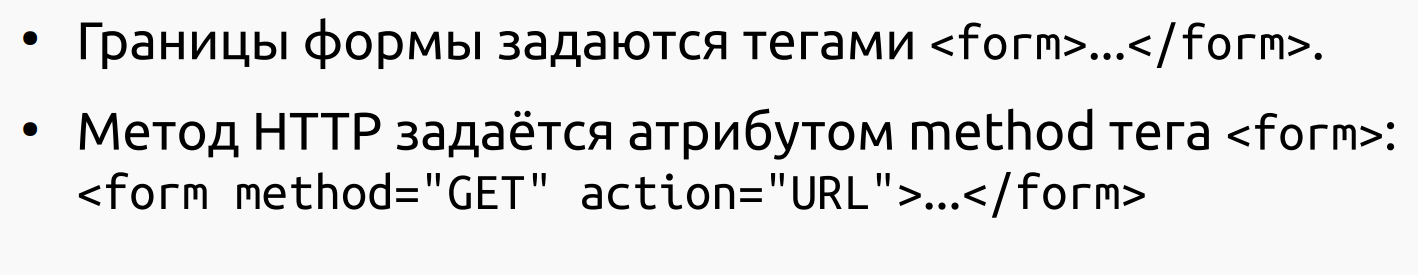 • Границы формы задаются тегами <form>...</form>.
• Метод HTTP задаётся атрибутом method тега <form>:
<form method="GET" action="URL">...</form>